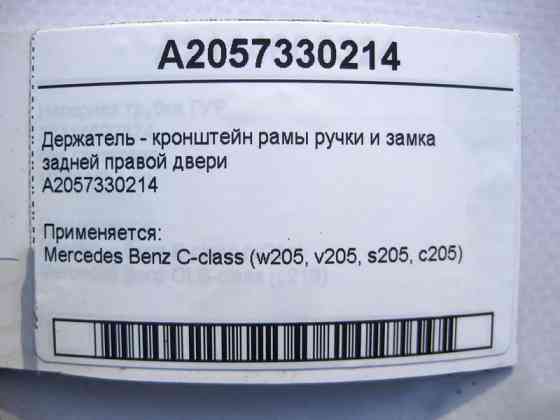 A2057330214
Держатель - кронштейн рамы ручки и замка
задней правой двери
A2057330214
Применяется:
Mercedes Benz C-class (w205, v205, s205, c205)